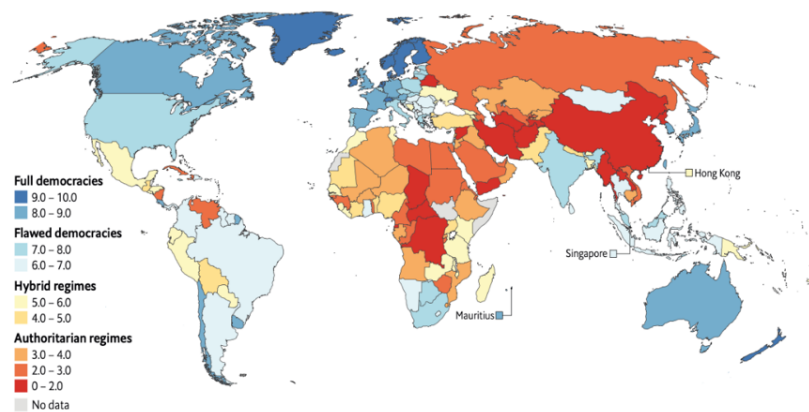 Full democracies
9.0 – 10.0
8.0 – 9.0
Flawed democracies
7.0 – 8.0
6.0 – 7.0
Hybrid regimes
5.0 – 6.0
4.0 – 5.0
Authoritarian regimes
3.0 – 4.0
2.0 – 3.0
0 – 2.0
No data
Hong Kong
Singapore
Mauritius